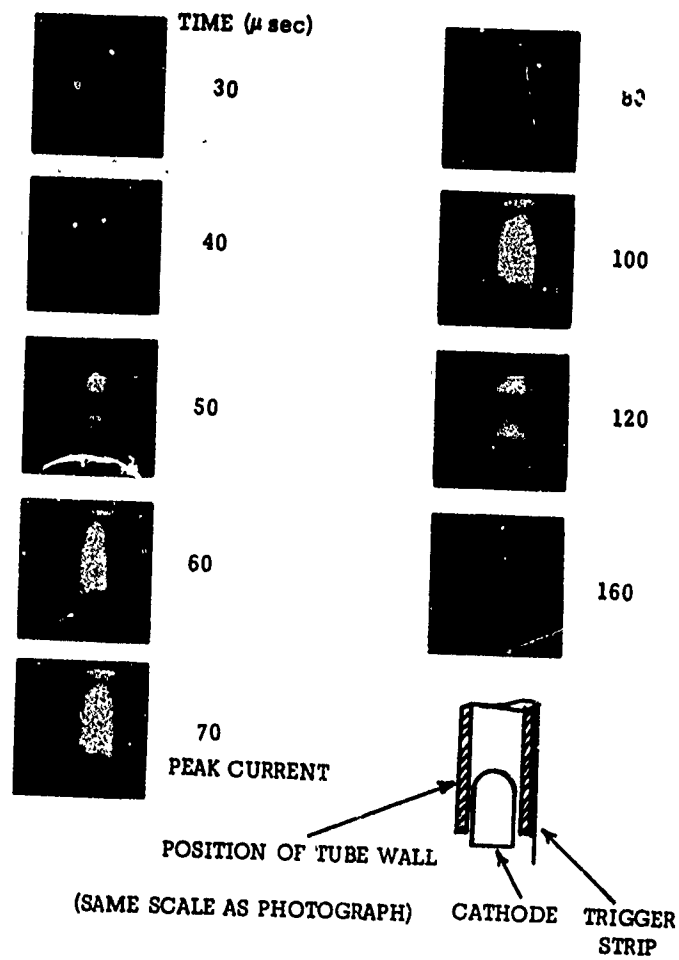 TIME (μ sec)
30
40
50
60
70
PEAK CURRENT
80
100
120
160
POSITION OF TUBE WALL
(SAME SCALE AS PHOTOGRAPH)
CATHODE
TRIGGER
STRIP